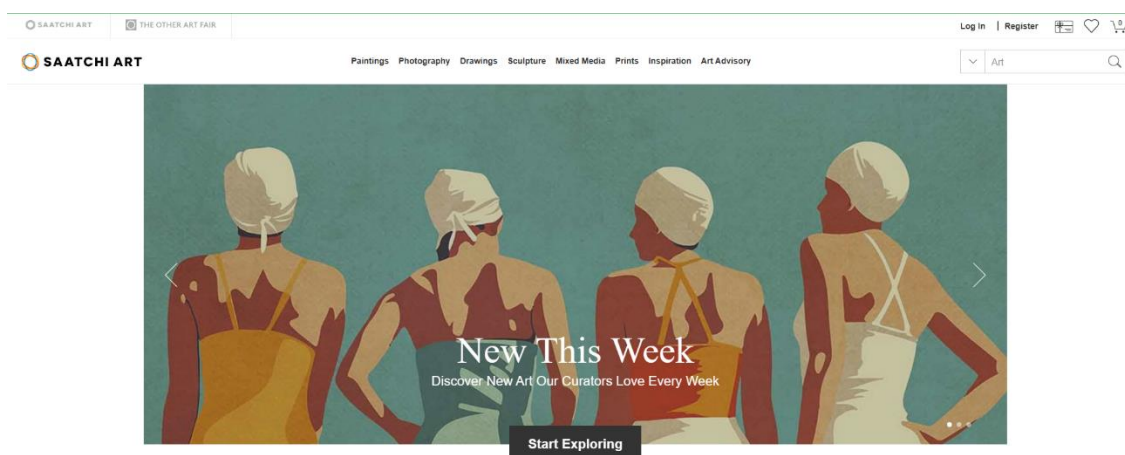 SAATCHI ART THE OTHER ART FAIR Log In | Register 0
SAATCHI ART Paintings Photography Drawings Sculpture Mixed Media Prints Inspiration Art Advisory Art
New This Week
Discover New Art Our Curators Love Every Week
Start Exploring